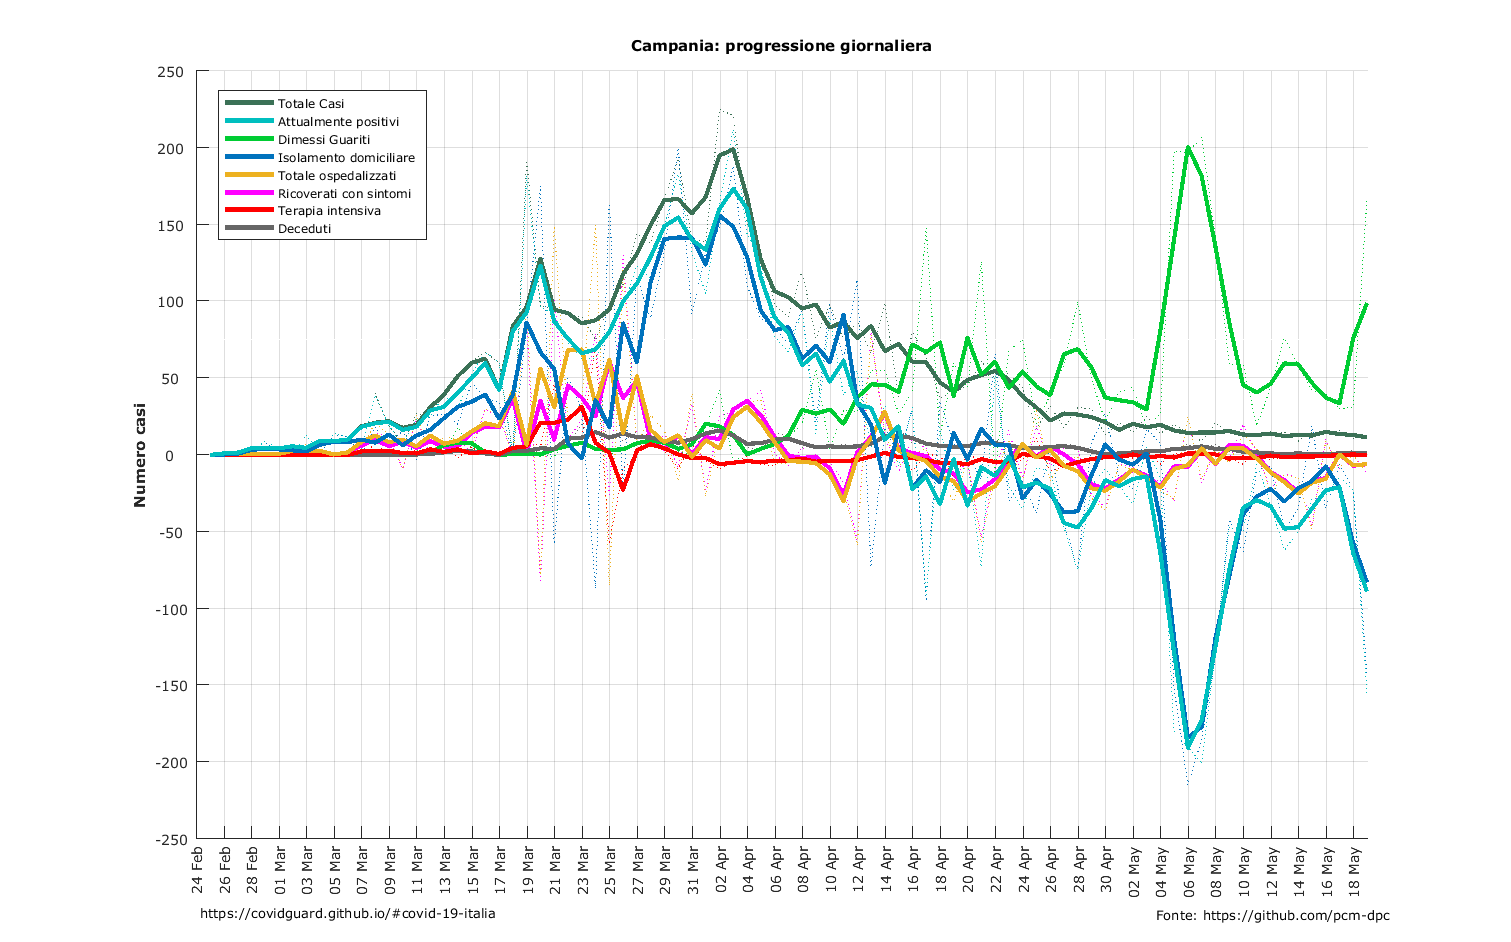 Campania: progressione giornaliera
250
200
150
100
50
0
-50
-100
-150
-200
-250
Numero casi
Totale Casi
Attualmente positivi
Dimessi Guariti
Isolamento domiciliare
Totale ospedalizzati
Ricoverati con sintomi
Terapia intensiva
Deceduti
24 Feb
26 Feb
28 Feb
01 Mar
03 Mar
05 Mar
07 Mar
09 Mar
11 Mar
13 Mar
15 Mar
17 Mar
19 Mar
21 Mar
23 Mar
25 Mar
27 Mar
29 Mar
31 Mar
02 Apr
04 Apr
06 Apr
08 Apr
10 Apr
12 Apr
14 Apr
16 Apr
18 Apr
20 Apr
22 Apr
24 Apr
26 Apr
28 Apr
30 Apr
02 May
04 May
06 May
08 May
10 May
12 May
14 May
16 May
18 May
https://covidguard.github.io/#covid-19-italia
Fonte: https://github.com/pcm-dpc